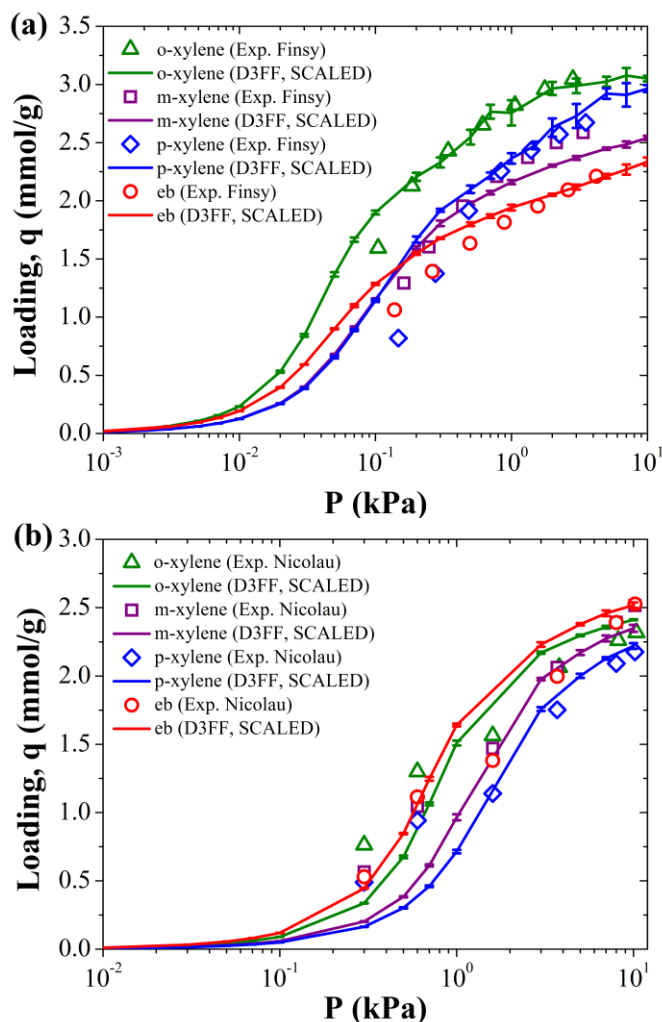 (a)
3.5
3.0
2.5
2.0
1.5
1.0
0.5
0.0
Loading, q (mmol/g)
o-xylene (Exp. Finsy)
o-xylene (D3FF, SCALED)
m-xylene (Exp. Finsy)
m-xylene (D3FF, SCALED)
p-xylene (Exp. Finsy)
p-xylene (D3FF, SCALED)
eb (Exp. Finsy)
eb (D3FF, SCALED)
10⁻³ 10⁻² 10⁻¹ 10⁰ 10¹
P (kPa)
(b)
3.0
2.5
2.0
1.5
1.0
0.5
0.0
Loading, q (mmol/g)
o-xylene (Exp. Nicolau)
o-xylene (D3FF, SCALED)
m-xylene (Exp. Nicolau)
m-xylene (D3FF, SCALED)
p-xylene (Exp. Nicolau)
p-xylene (D3FF, SCALED)
eb (Exp. Nicolau)
eb (D3FF, SCALED)
10⁻² 10⁻¹ 10⁰ 10¹
P (kPa)